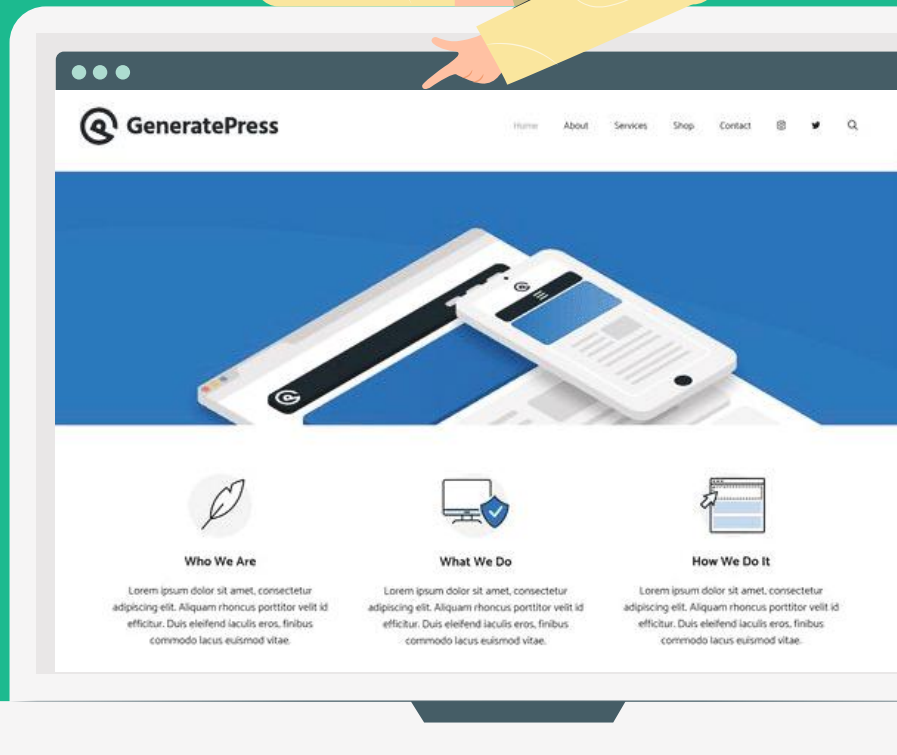 GeneratePress
Home About Services Shop Contact
Who We Are
Lorem ipsum dolor sit amet, consectetur
adipiscing elit. Aliquam rhoncus porttitor velit id
efficitur. Duis eleifend iaculis eros, finibus
commodo lacus euismod vitae.
What We Do
Lorem ipsum dolor sit amet, consectetur
adipiscing elit. Aliquam rhoncus porttitor velit id
efficitur. Duis eleifend iaculis eros, finibus
commodo lacus euismod vitae.
How We Do It
Lorem ipsum dolor sit amet, consectetur
adipiscing elit. Aliquam rhoncus porttitor velit id
efficitur. Duis eleifend iaculis eros, finibus
commodo lacus euismod vitae.